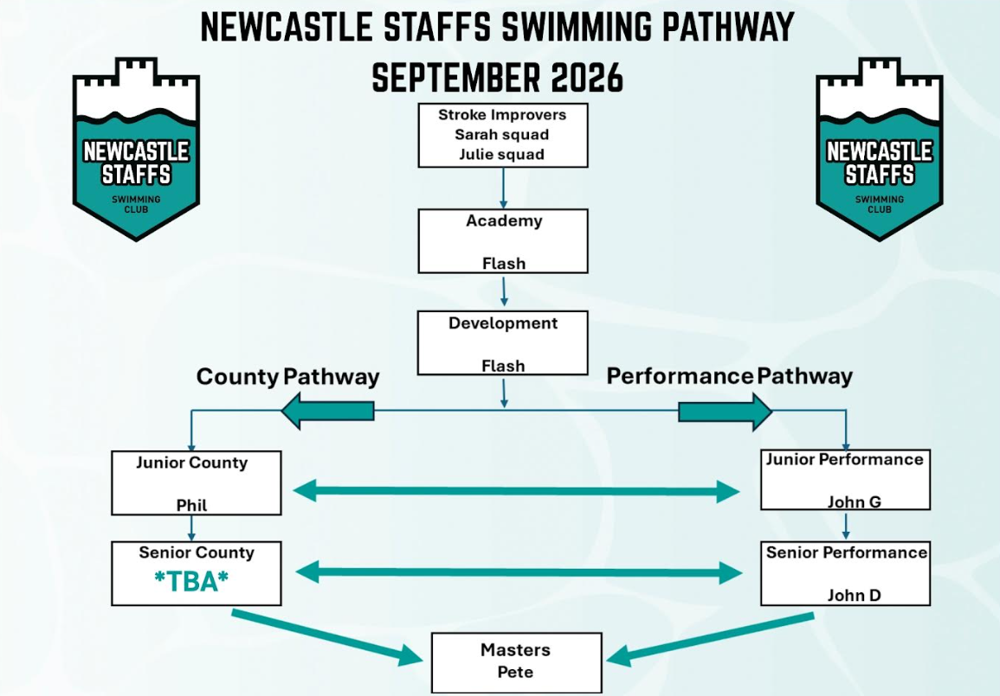 NEWCASTLE STAFFS SWIMMING PATHWAY
SEPTEMBER 2026
NEWCASTLE
STAFFS
SWIMMING
CLUB
NEWCASTLE
STAFFS
SWIMMING
CLUB
Stroke Improvers
Sarah squad
Julie squad
Academy
Flash
Development
Flash
County Pathway
Performance Pathway
Junior County
Phil
Junior Performance
John G
Senior County
*TBA*
Senior Performance
John D
Masters
Pete